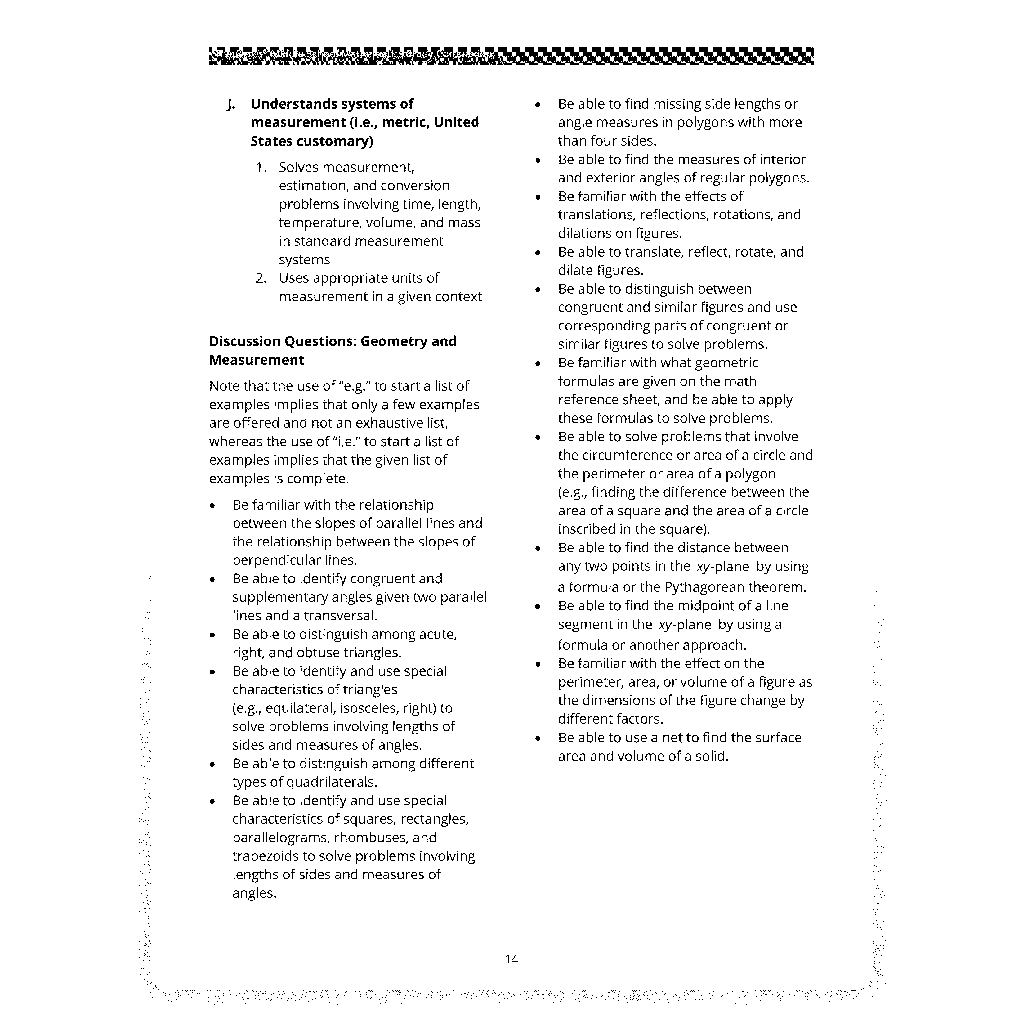 J. Understands systems of
measurement (i.e., metric, United
States customary)
1. Solves measurement,
estimation, and conversion
problems involving time, length,
temperature, volume, and mass
in standard measurement
systems
2. Uses appropriate units of
measurement in a given context
Discussion Questions: Geometry and
Measurement
Note that the use of “e.g.” to start a list of
examples implies that only a few examples
are offered and not an exhaustive list,
whereas the use of “i.e.” to start a list of
examples implies that the given list of
examples is complete.
• Be familiar with the relationship
between the slopes of parallel lines and
the relationship between the slopes of
perpendicular lines.
• Be able to identify congruent and
supplementary angles given two parallel
lines and a transversal.
• Be able to distinguish among acute,
right, and obtuse triangles.
• Be able to identify and use special
characteristics of triangles
(e.g., equilateral, isosceles, right) to
solve problems involving lengths of
sides and measures of angles.
• Be able to distinguish among different
types of quadrilaterals.
• Be able to identify and use special
characteristics of squares, rectangles,
parallelograms, rhombuses, and
trapezoids to solve problems involving
lengths of sides and measures of
angles.
• Be able to find missing side lengths or
angle measures in polygons with more
than four sides.
• Be able to find the measures of interior
and exterior angles of regular polygons.
• Be familiar with the effects of
translations, reflections, rotations, and
dilations on figures.
• Be able to translate, reflect, rotate, and
dilate figures.
• Be able to distinguish between
congruent and similar figures and use
corresponding parts of congruent or
similar figures to solve problems.
• Be familiar with what geometric
formulas are given on the math
reference sheet, and be able to apply
these formulas to solve problems.
• Be able to solve problems that involve
the circumference or area of a circle and
the perimeter or area of a polygon
(e.g., finding the difference between the
area of a square and the area of a circle
inscribed in the square).
• Be able to find the distance between
any two points in the xy-plane by using
a formula or the Pythagorean theorem.
• Be able to find the midpoint of a line
segment in the xy-plane by using a
formula or another approach.
• Be familiar with the effect on the
perimeter, area, or volume of a figure as
the dimensions of the figure change by
different factors.
• Be able to use a net to find the surface
area and volume of a solid.
14